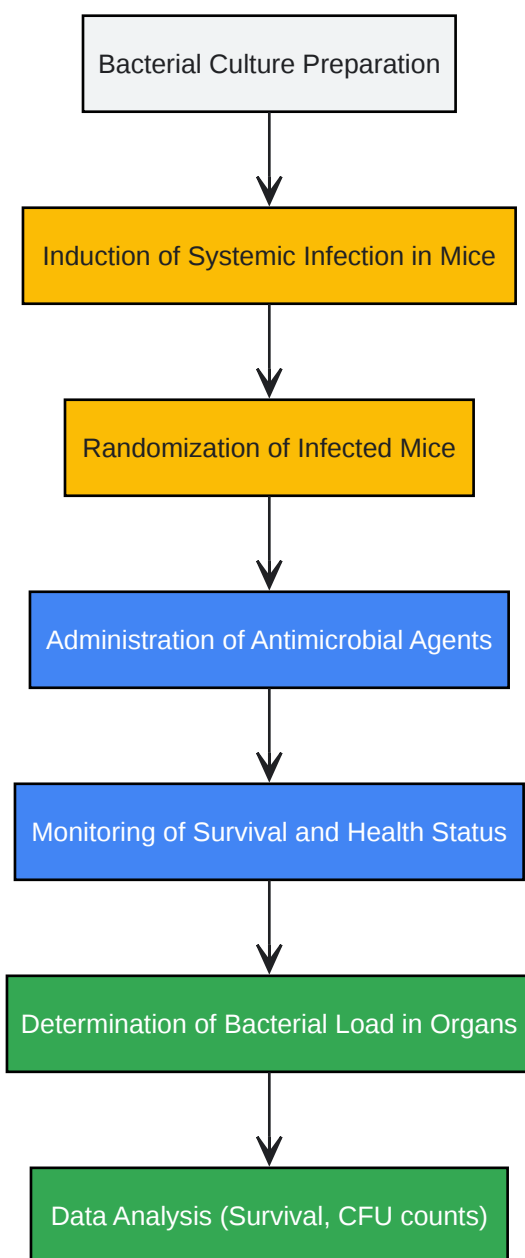 Bacterial Culture Preparation
Induction of Systemic Infection in Mice
Randomization of Infected Mice
Administration of Antimicrobial Agents
Monitoring of Survival and Health Status
Determination of Bacterial Load in Organs
Data Analysis (Survival, CFU counts)